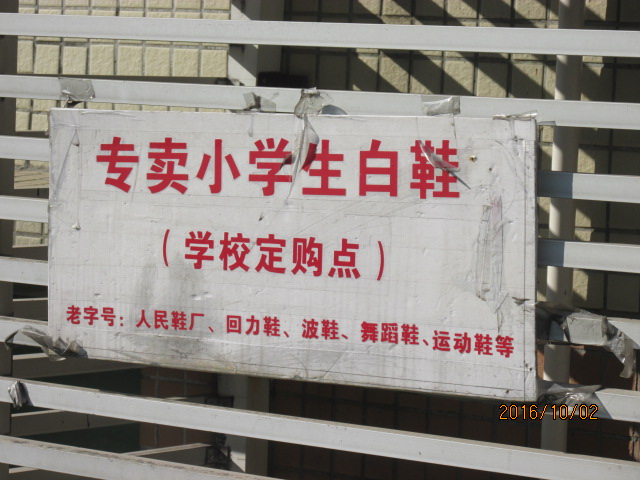 专卖小学生白鞋
(学校定购点)
老字号：人民鞋厂、回力鞋、波鞋、舞蹈鞋、运动鞋等
2016/10/02